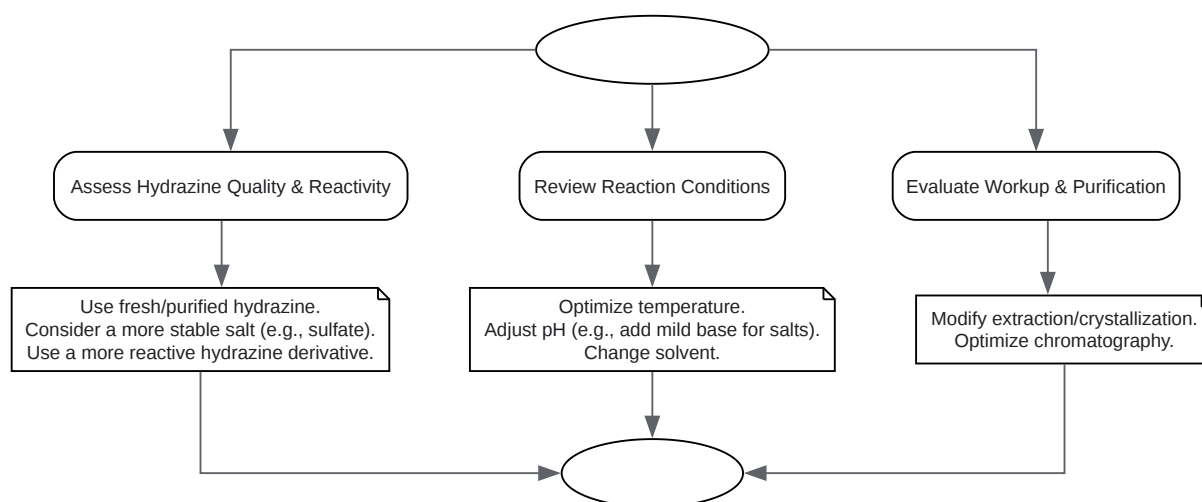 Assess Hydrazine Quality & Reactivity
Review Reaction Conditions
Evaluate Workup & Purification
Use fresh/purified hydrazine.
Consider a more stable salt (e.g., sulfate).
Use a more reactive hydrazine derivative.
Optimize temperature.
Adjust pH (e.g., add mild base for salts).
Change solvent.
Modify extraction/crystallization.
Optimize chromatography.